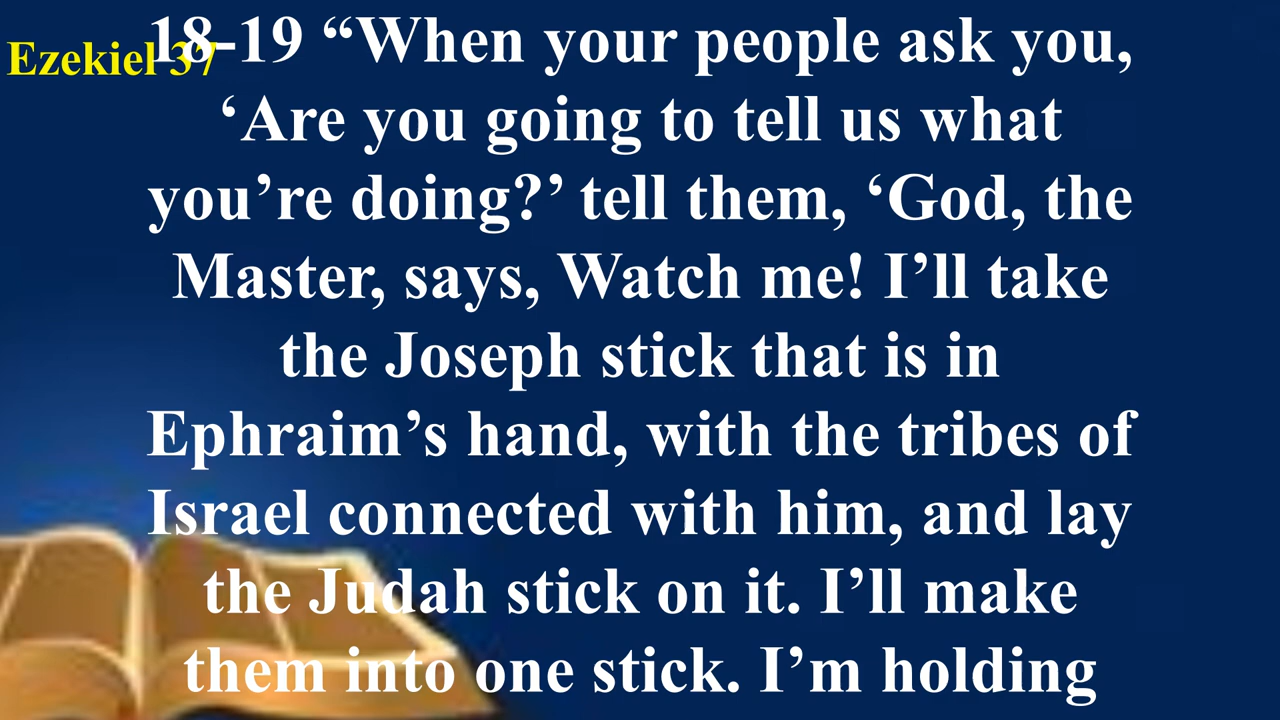 Ezekiel 37
18-19 “When your people ask you,
‘Are you going to tell us what
you’re doing?’ tell them, ‘God, the
Master, says, Watch me! I’ll take
the Joseph stick that is in
Ephraim’s hand, with the tribes of
Israel connected with him, and lay
the Judah stick on it. I’ll make
them into one stick. I’m holding